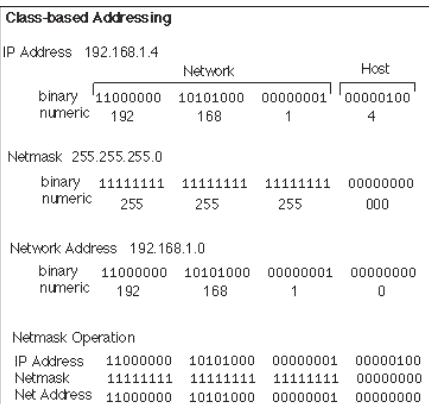 Class-based Addressing
IP Address 192.168.1.4
Network Host
binary 11000000 10101000 00000001 00000100
numeric 192 168 1 4
Netmask 255.255.255.0
binary 11111111 11111111 11111111 00000000
numeric 255 255 255 000
Network Address 192.168.1.0
binary 11000000 10101000 00000001 00000000
numeric 192 168 1 0
Netmask Operation
IP Address 11000000 10101000 00000001 00000100
Netmask 11111111 11111111 11111111 00000000
Net Address 11000000 10101000 00000001 00000000